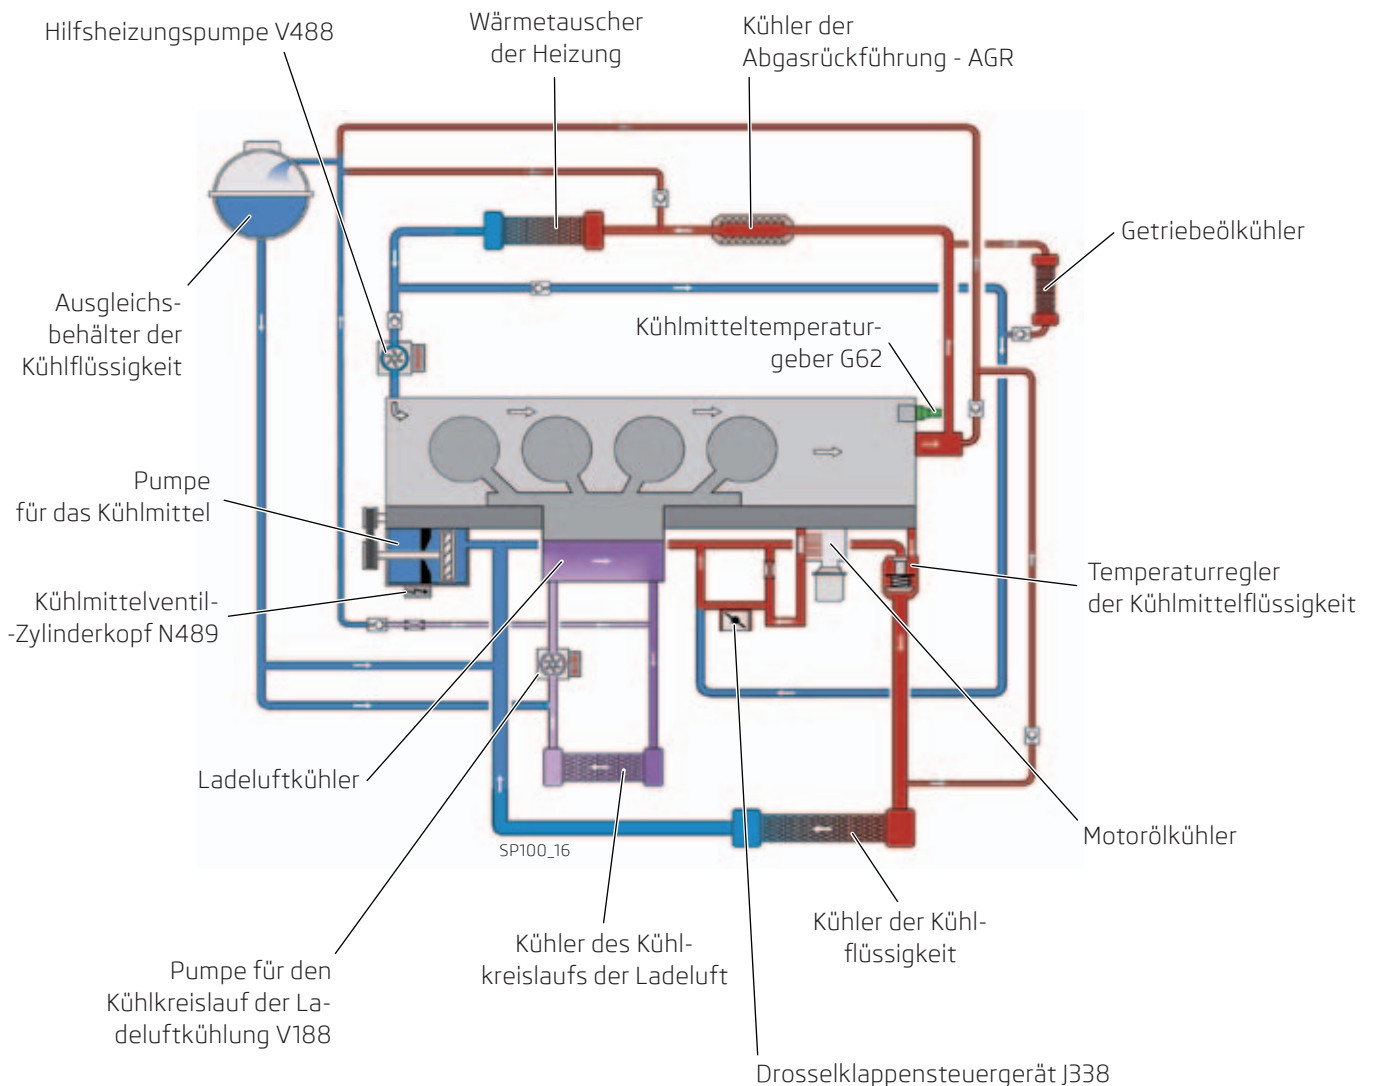 Hilfsheizungspumpe V488
Wärmetauscher
der Heizung
Kühler der
Abgasrückführung - AGR
Getriebeölkühler
Ausgleichs-
behälter der
Kühlflüssigkeit
Kühlmitteltemperatur-
geber G62
Pumpe
für das Kühlmittel
Kühlmittelventil-
-Zylinderkopf N489
Temperaturregler
der Kühlmittelflüssigkeit
Ladeluftkühler
Motorölkühler
SP100_16
Kühler der Kühl-
flüssigkeit
Kühler des Kühl-
kreislaufs der Ladeluft
Pumpe für den
Kühlkreislauf der La-
deluftkühlung V188
Drosselklappensteuergerät J338